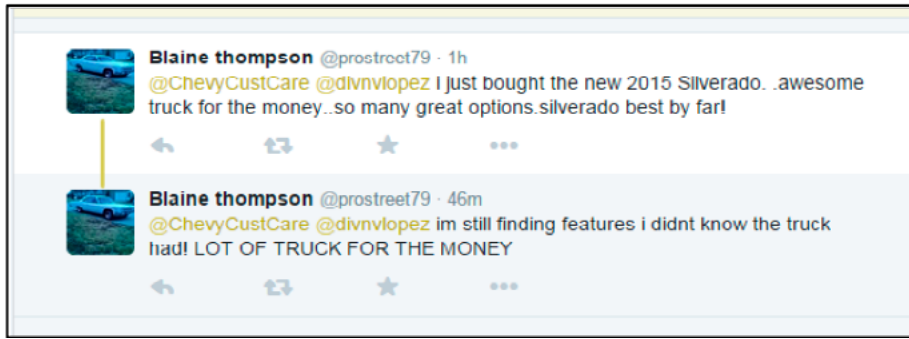 Blaine thompson @prostreet79 · 1h
@ChevyCustCare @divnvlopez I just bought the new 2015 Silverado. .awesome
truck for the money..so many great options.silverado best by far!
Blaine thompson @prostreet79 · 46m
@ChevyCustCare @divnvlopez im still finding features i didnt know the truck
had! LOT OF TRUCK FOR THE MONEY